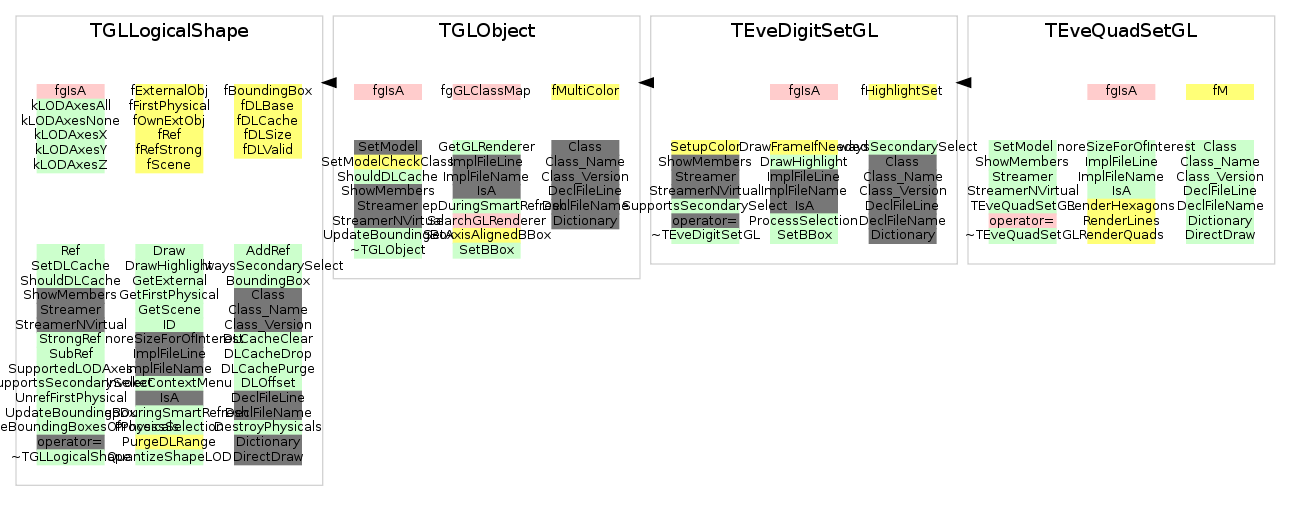 TGLLogicalShape
fgIsA
kLODAxesAll
kLODAxesNone
kLODAxesX
kLODAxesY
kLODAxesZ
fExternalObj
fFirstPhysical
fOwnExtObj
fRef
fRefStrong
fScene
fBoundingBox
fDLBase
fDLCache
fDLSize
fDLValid
Ref
SetDLCache
ShouldDLCache
ShowMembers
Streamer
StreamerNVirtual
StrongRef
SubRef
SupportedLODAxes
upportsSecondarySelect
UnrefFirstPhysical
UpdateBoundingBox
eBoundingBoxesOfPhysicals
operator=
~TGLLogicalShape
Draw
DrawHighlight
GetExternal
GetFirstPhysical
GetScene
ID
noreSizeForOfInterest
ImplFileLine
ImplFileName
InvokeContextMenu
IsA
epDuringSmartRefresh
ProcessSelection
PurgeDLRange
QuantizeShapeLOD
AddRef
waysSecondarySelect
BoundingBox
Class
Class_Name
Class_Version
DLCacheClear
DLCacheDrop
DLCachePurge
DLOffset
DeclFileLine
DeclFileName
DestroyPhysicals
Dictionary
DirectDraw
TGLObject
fgIsA
fgGLClassMap
fMultiColor
SetModel
SetModelCheckClass
ShouldDLCache
ShowMembers
Streamer
StreamerNVirtual
UpdateBoundingBox
~TGLObject
GetGLRenderer
ImplFileLine
ImplFileName
IsA
epDuringSmartRefresh
SearchGLRenderer
SetAxisAlignedBBox
SetBBox
Class
Class_Name
Class_Version
DeclFileLine
DeclFileName
Dictionary
TEveDigitSetGL
fgIsA
fHighlightSet
SetupColor
ShowMembers
Streamer
StreamerNVirtual
SupportsSecondarySelect
operator=
~TEveDigitSetGL
DrawFrameIfNeeded
DrawHighlight
ImplFileLine
ImplFileName
IsA
ProcessSelection
SetBBox
waysSecondarySelect
Class
Class_Name
Class_Version
DeclFileLine
DeclFileName
Dictionary
TEveQuadSetGL
fgIsA
fM
SetModel
ShowMembers
Streamer
StreamerNVirtual
TEveQuadSetGL
operator=
~TEveQuadSetGL
noreSizeForOfInterest
ImplFileLine
ImplFileName
IsA
RenderHexagons
RenderLines
RenderQuads
Class
Class_Name
Class_Version
DeclFileLine
DeclFileName
Dictionary
DirectDraw